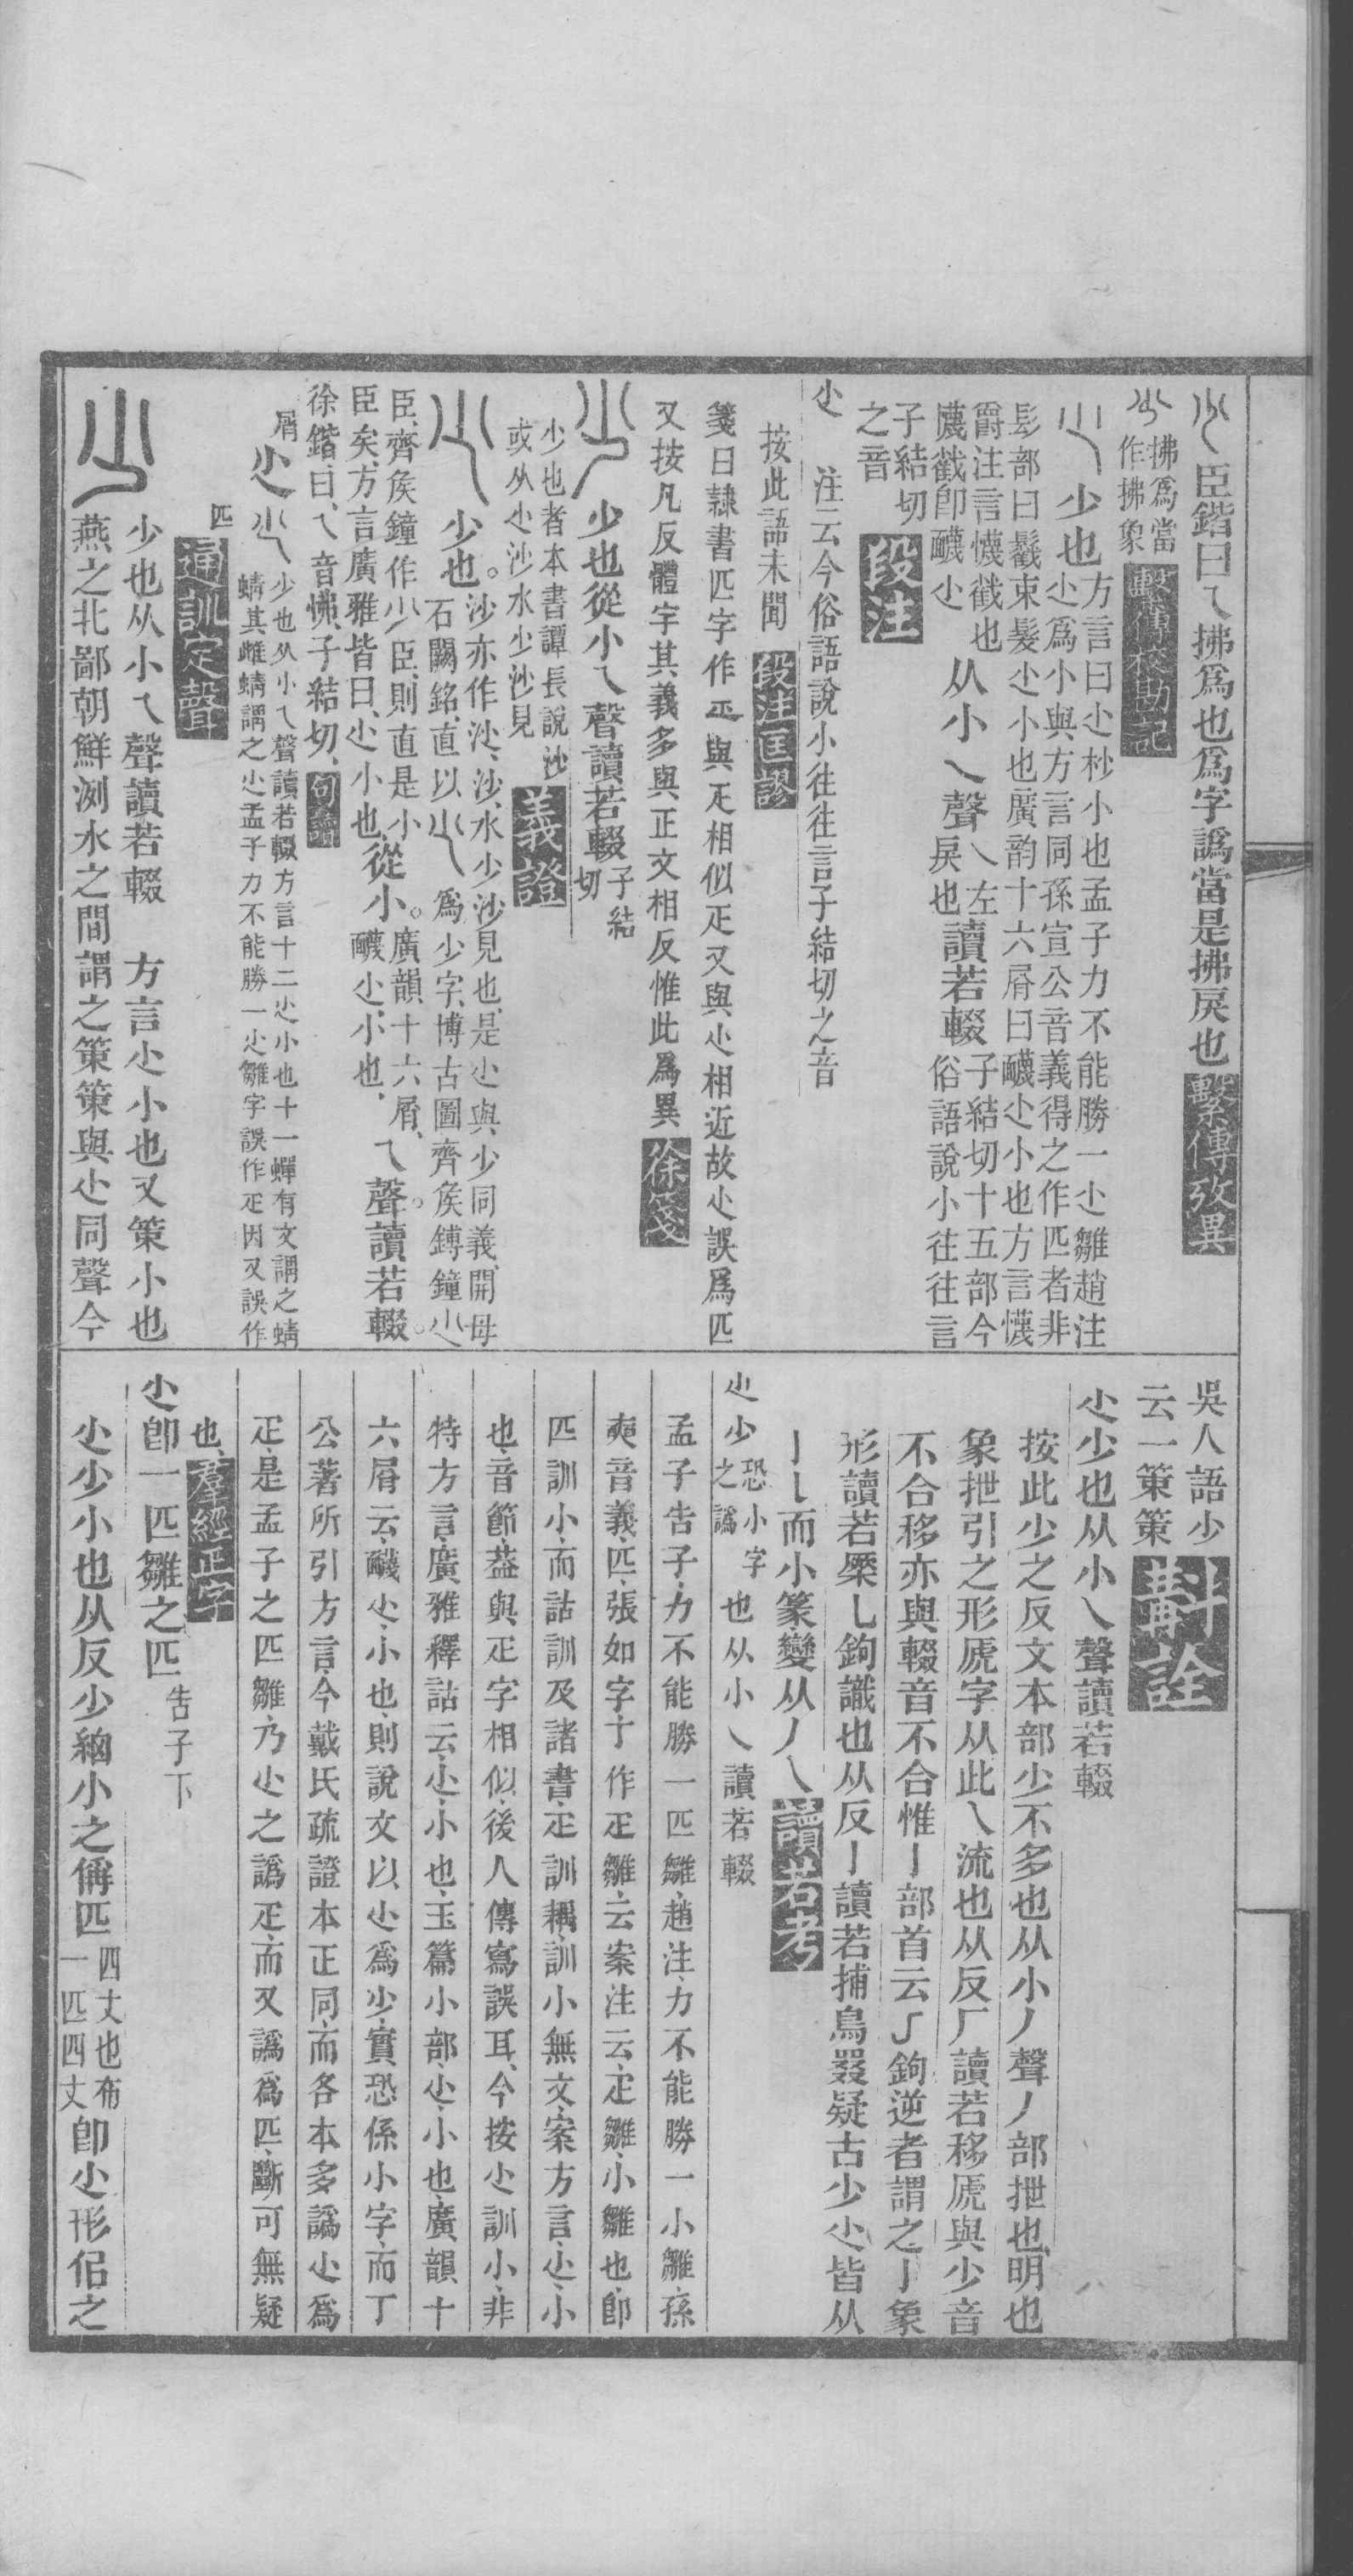 臣鍇曰乁拂爲也爲字譌當是拂戾也繫傳攷異
拂爲當
作拂象繫傳校勘記
少也方言曰尐杪小也孟子力不能勝一尐雛趙注
尐爲小與方言同孫宣公音義得之作匹者非
髟部曰鬎束髮尐小也廣韵十六屑曰䘊尐小也方言懱
爵注言懱截也
懱截卽䘊尐
从小乀聲乀左
戾也讀若輟子結切十五部今
俗語說小往往言
子結切
之音段注
尐 注云今俗語說小往往言子結切之音
按此語未聞段注匡謬
箋曰隸書匹字作疋與疋相似疋又與尐相近故尐誤爲匹
又按凡反體字其義多與正文相反惟此爲異徐箋
少也從小乁聲讀若輟子結
切
少也者本書譚長說沙
或从尐沙水少沙見義證
少也。沙亦作沙、沙、水少沙見也、是尐與少同義、開母
石闕銘、直以尐爲少字、博古圖齊矦鎛鐘
臣、齊矦鐘作少臣、則直是小
臣矣、方言廣雅皆曰、尐小也、從小。廣韻十六屑、
䘊尐、小也、乁聲。讀若輟。
徐鍇曰、乁音怫、子結切、句讀
屑尐少也从小乁聲讀若輟方言十二尐小也十一蟬有文謂之蜻
蜻其雌蜻謂之尐孟子力不能勝一尐雛字誤作疋因又誤作
匹通訓定聲
少也从小乁聲讀若輟 方言尐小也又策小也
燕之北鄙朝鮮洌水之間謂之策策與尐同聲今
吳人語少
云一策策斠詮
尐少也从小乀聲讀若輟
按此少之反文本部少不多也从小丿聲丿部抴也明也
象抴引之形虒字从此乀流也从反厂讀若移虒與少音
不合移亦與輟音不合惟亅部首云亅鉤逆者謂之亅象
形讀若橜乚鉤識也从反亅讀若捕鳥罬疑古少尐皆从
亅乚而小篆變从丿乀讀若考
尐少恐小字
之譌也从小乀讀若輟
孟子告子、力不能勝一匹雛、趙注、力不能勝一小雛、孫
奭音義、匹、張如字、丁作疋雛、云案注云、疋雛、小雛也、卽
匹訓小、而詁訓及諸書、疋訓耦、訓小無文、案方言、尐、小
也、音節、蓋與疋字相似、後人傳寫誤耳、今按尐訓小、非
特方言、廣雅釋詁云、尐、小也、玉篇小部、尐、小也、廣韻十
六屑云、䘊尐、小也、則說文以尐爲少、實恐係小字、而丁
公著所引方言、今戴氏疏證本正同、而各本多譌尐爲
疋、是孟子之匹雛、乃尐之譌疋、而又譌爲匹、斷可無疑
也、羣經正字
尐卽一匹雛之匹告子下
尐少小也从反少緬小之偁匹四丈也布
一匹四丈卽尐形侣之